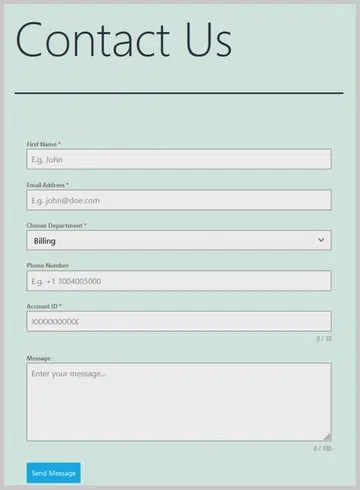 Contact Us
First Name *
E.g. John
Email Address *
E.g. john@doe.com
Choose Department *
Billing
Phone Number
E.g. +1 3004005000
Account ID *
XXXXXXXXXX
0 / 10
Message
Enter your message...
0 / 180
Send Message